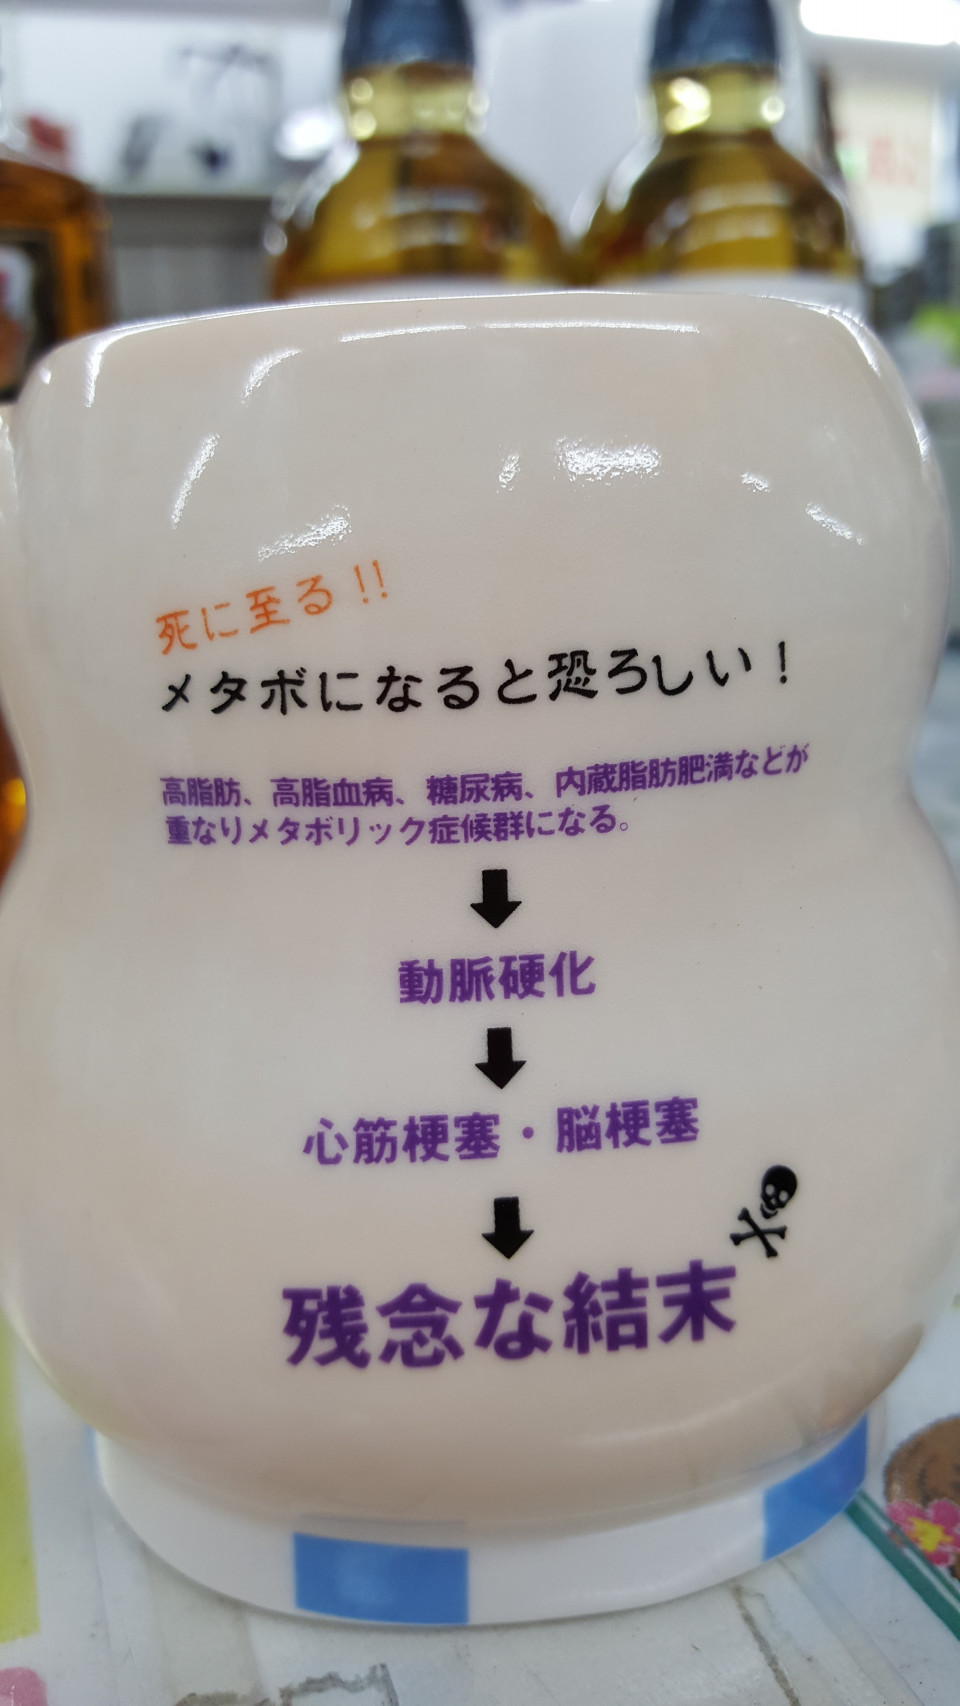 死に至る!!
メタボになると恐ろしい!
高脂肪、高脂血病、糖尿病、内蔵脂肪肥満などが
重なりメタボリック症候群になる。
動脈硬化
心筋梗塞・脳梗塞
残念な結末